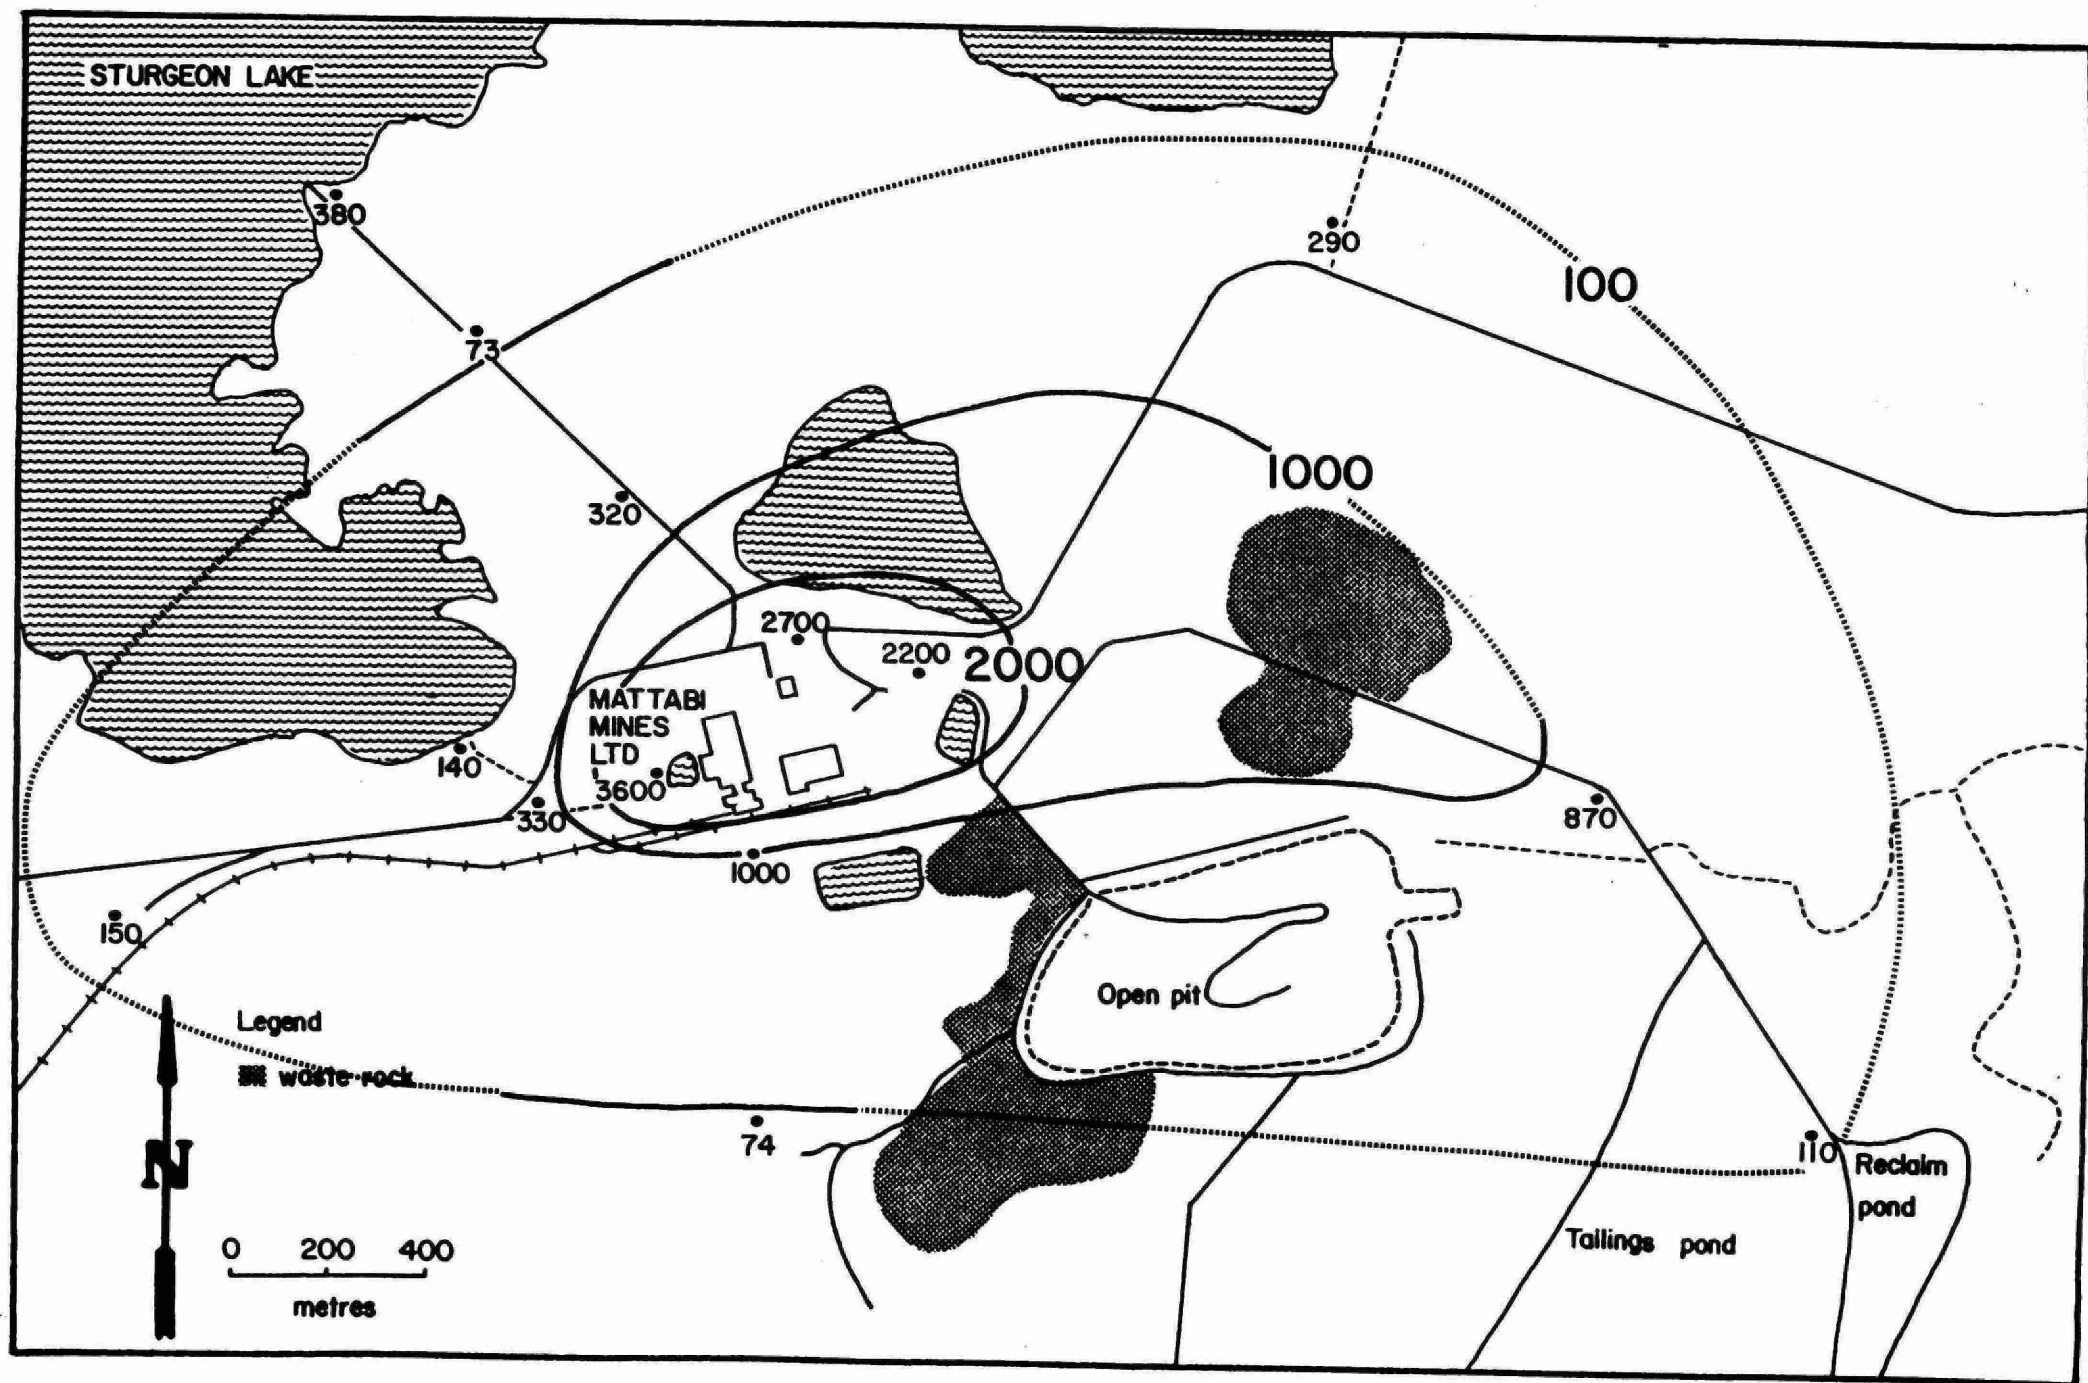 STURGEON LAKE
380
290
100
73
1000
320
2700
2200
2000
MATTABI
MINES
LTD
3600
140
330
870
1000
150
Open pit
Legend
waste rock
74
110
Reclaim
pond
N
Tailings pond
0 200 400
metres